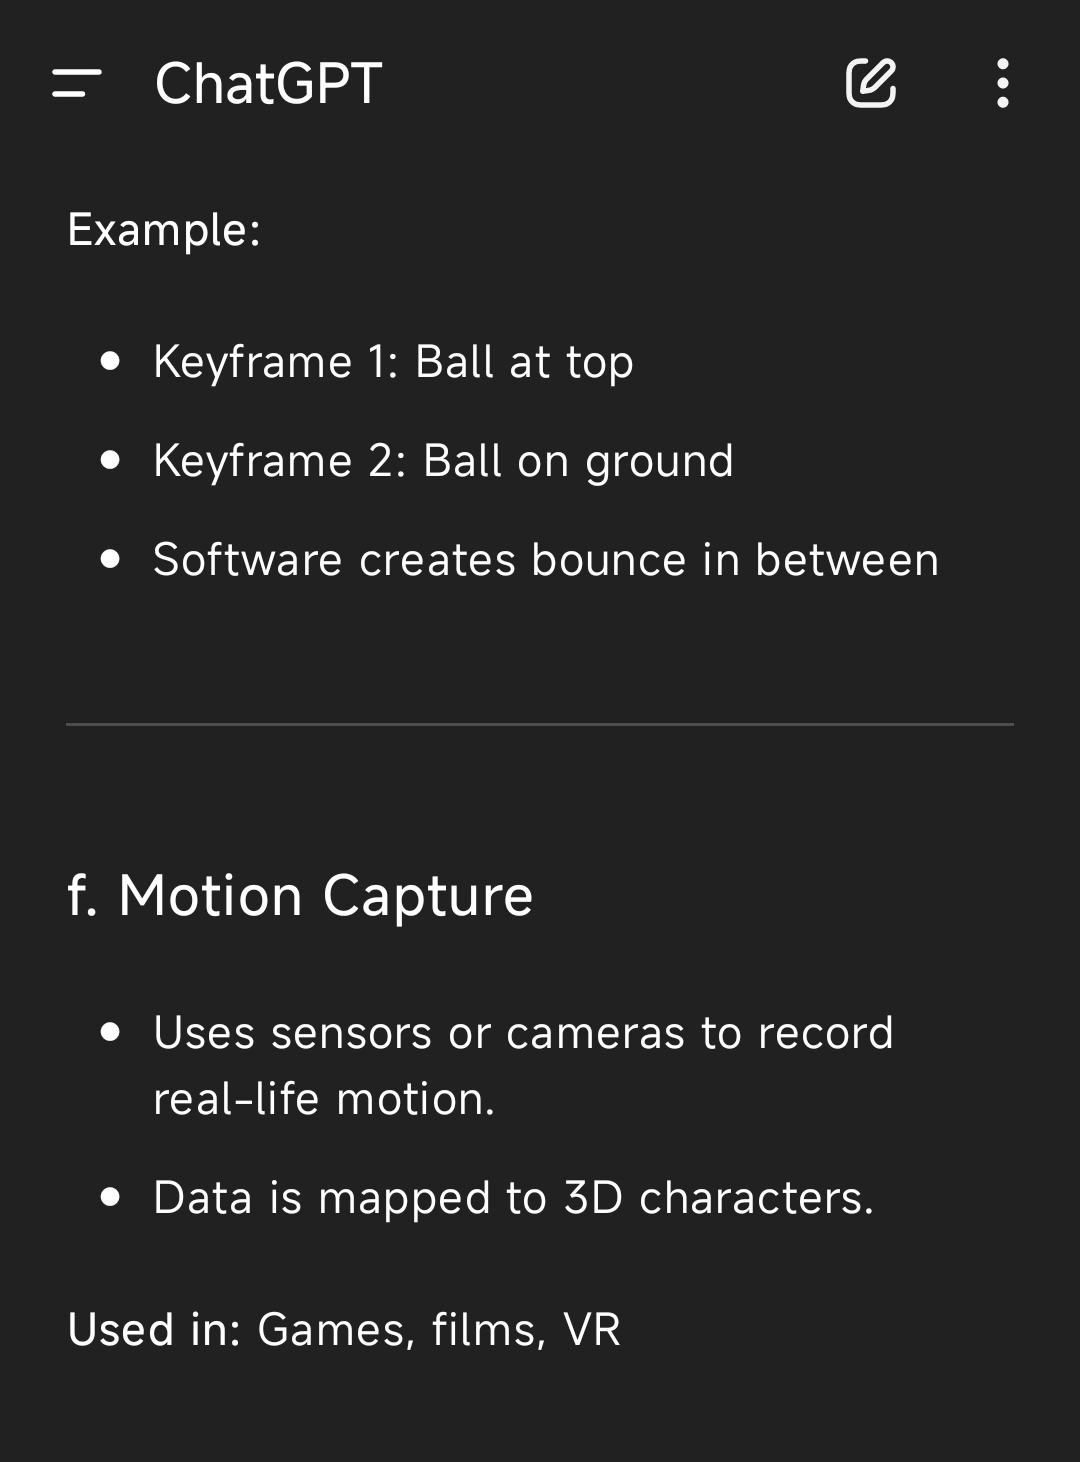 ChatGPT
Example:
• Keyframe 1: Ball at top
• Keyframe 2: Ball on ground
• Software creates bounce in between
f. Motion Capture
• Uses sensors or cameras to record
real-life motion.
• Data is mapped to 3D characters.
Used in: Games, films, VR